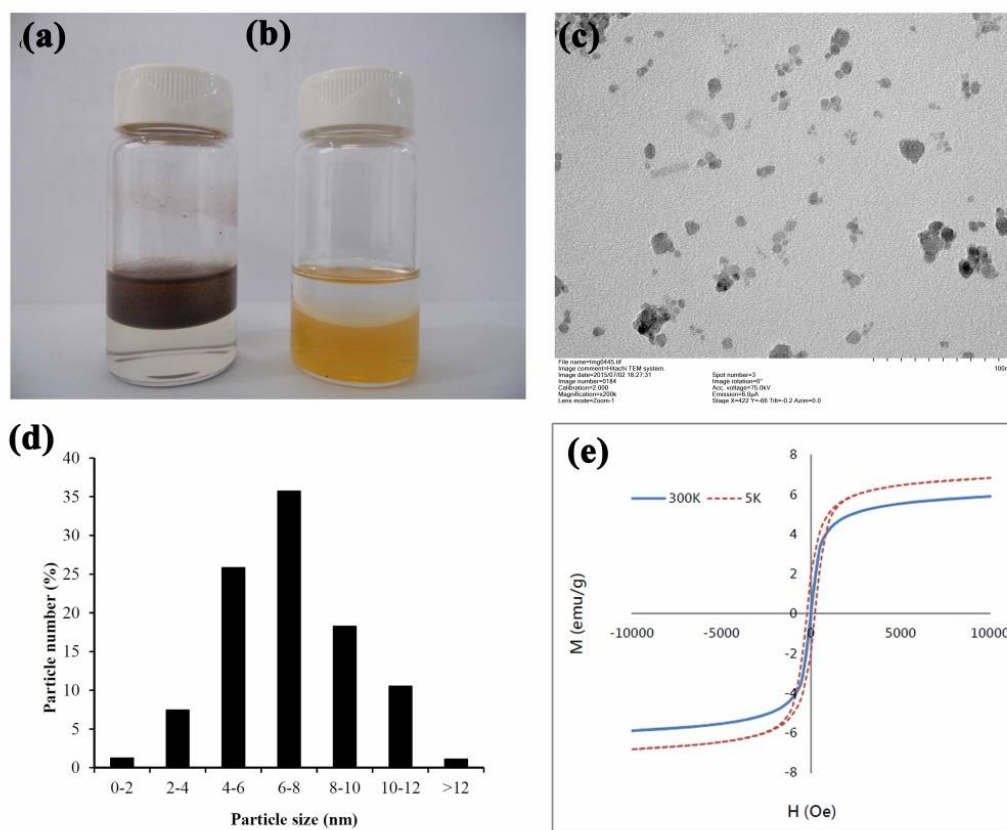 (a)
(b)
(c)
File name=Img0445.tif
Image comment=Hitachi TEM system.
Image date=2015/07/02 18:27:31
Image number=0184
Calibration=2.000
Magnification=x200k
Lens mode=Zoom-1
Spot number=3
Image rotation=0°
Acc. voltage=75.0kV
Emission=8.0µA
Stage X=422 Y=-66 Tilt=-0.2 Azim=0.0
100n
(d)
Particle number (%)
40
35
30
25
20
15
10
5
0
0-2
2-4
4-6
6-8
8-10
10-12
>12
Particle size (nm)
(e)
M (emu/g)
300K
5K
8
6
4
2
0
-2
-4
-6
-8
-10000
-5000
0
5000
10000
H (Oe)